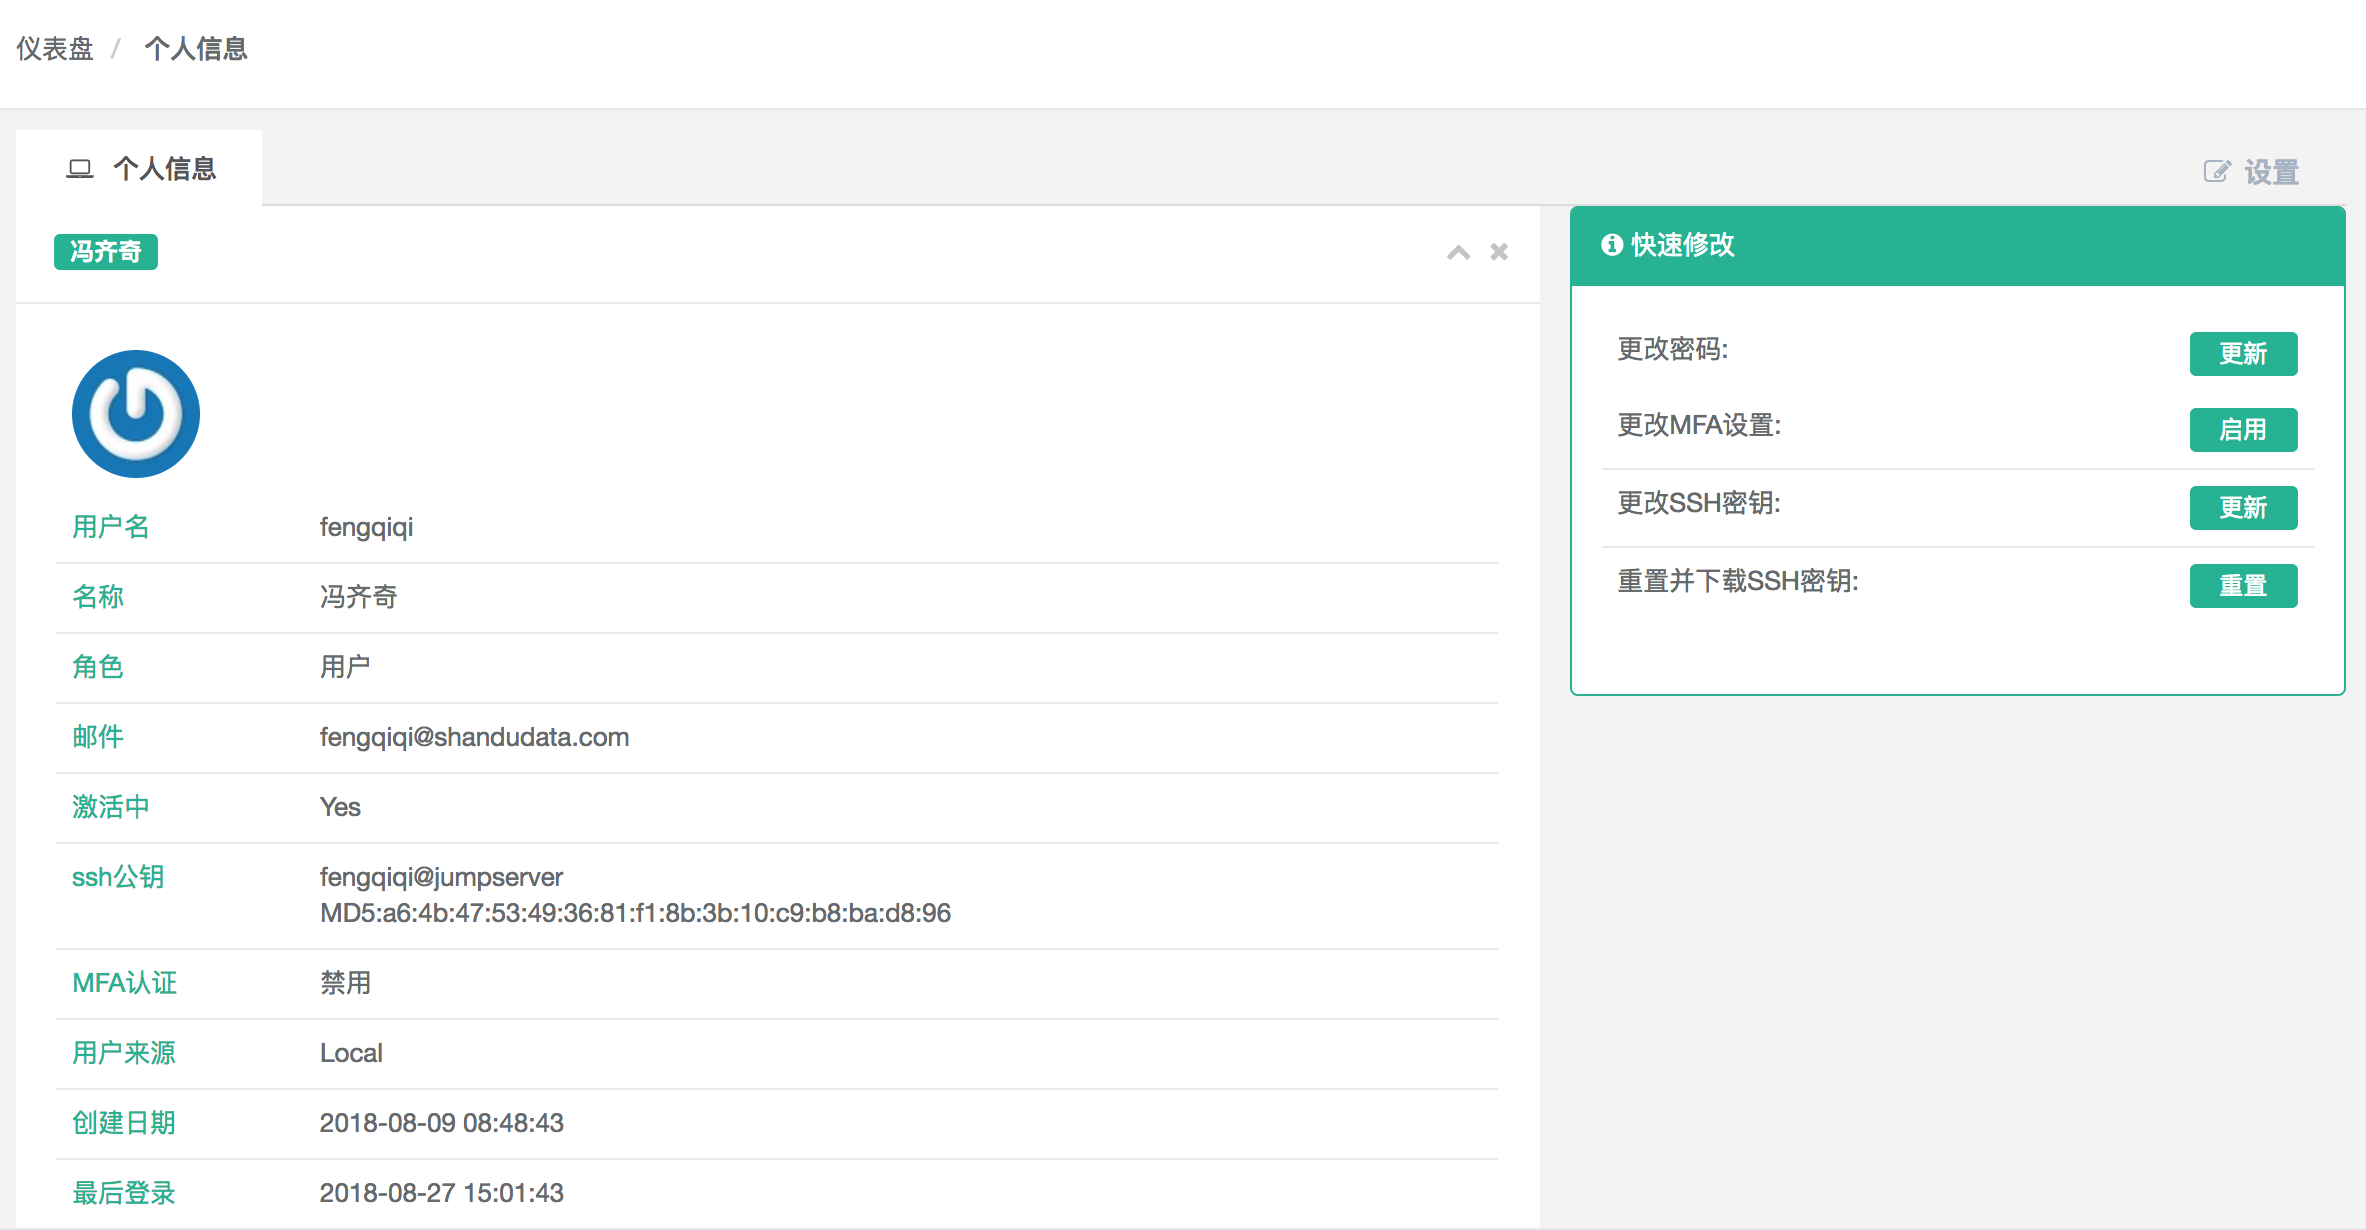 仪表盘 / 个人信息
个人信息
设置
冯齐奇
用户名 fengqiqi
名称 冯齐奇
角色 用户
邮件 fengqiqi@shandudata.com
激活中 Yes
ssh公钥 fengqiqi@jumpserver
MD5:a6:4b:47:53:49:36:81:f1:8b:3b:10:c9:b8:ba:d8:96
MFA认证 禁用
用户来源 Local
创建日期 2018-08-09 08:48:43
最后登录 2018-08-27 15:01:43
快速修改
更改密码: 更新
更改MFA设置: 启用
更改SSH密钥: 更新
重置并下载SSH密钥: 重置